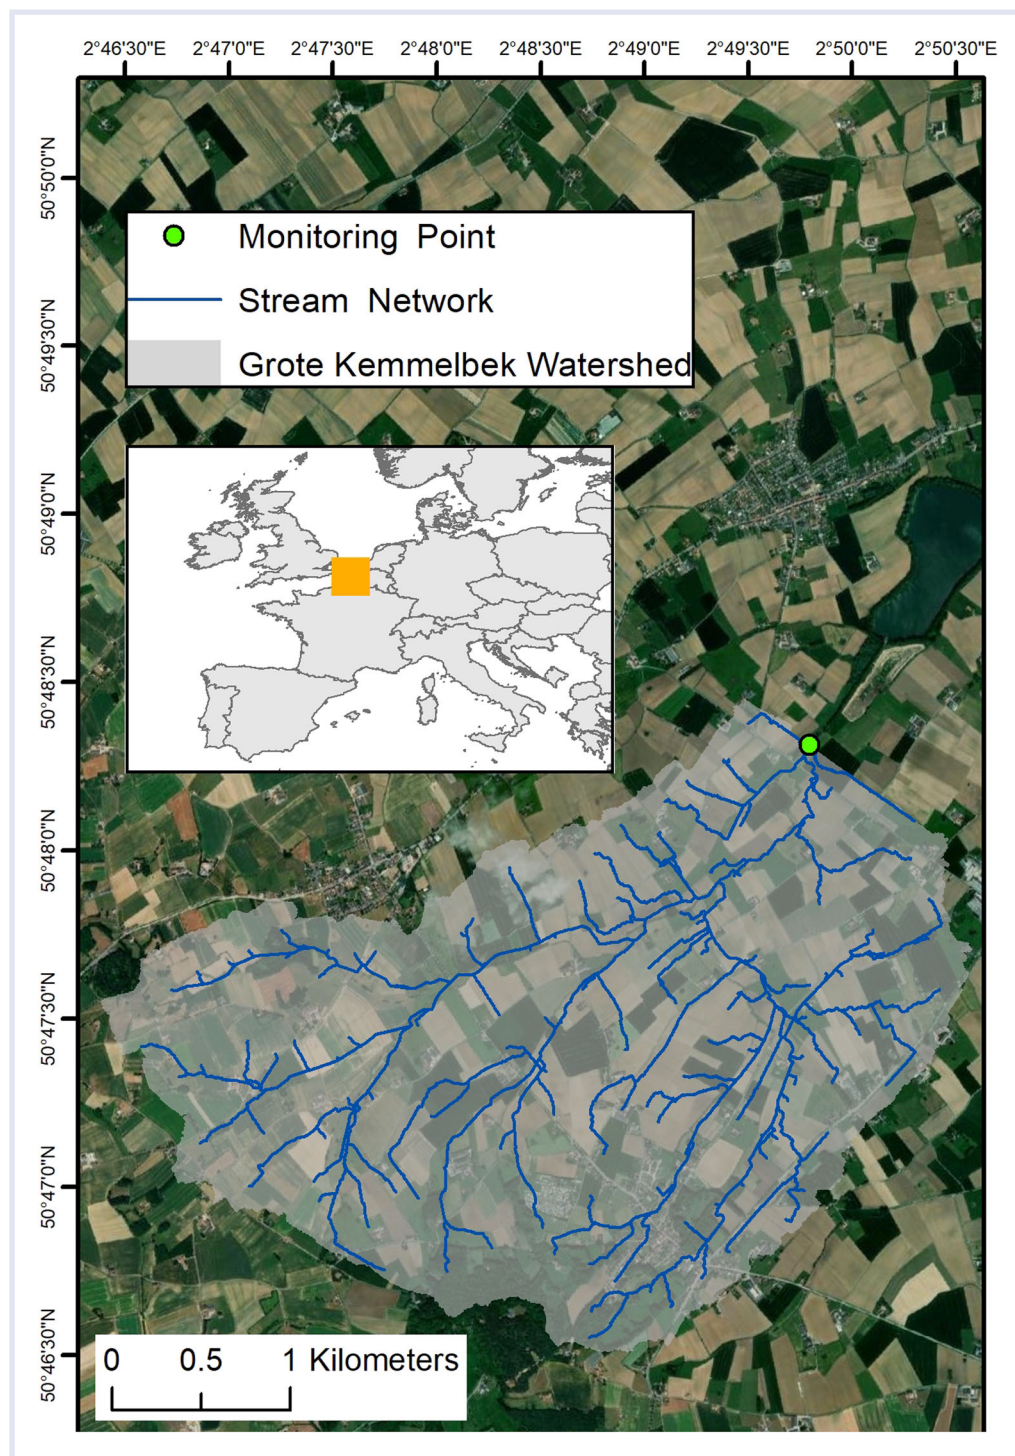 2°46'30"E 2°47'0"E 2°47'30"E 2°48'0"E 2°48'30"E 2°49'0"E 2°49'30"E 2°50'0"E 2°50'30"E
50°50'0"N
50°49'30"N
50°49'0"N
50°48'30"N
50°48'0"N
50°47'30"N
50°47'0"N
50°46'30"N
Monitoring Point
Stream Network
Grote Kemmelbek Watershed
0 0.5 1 Kilometers